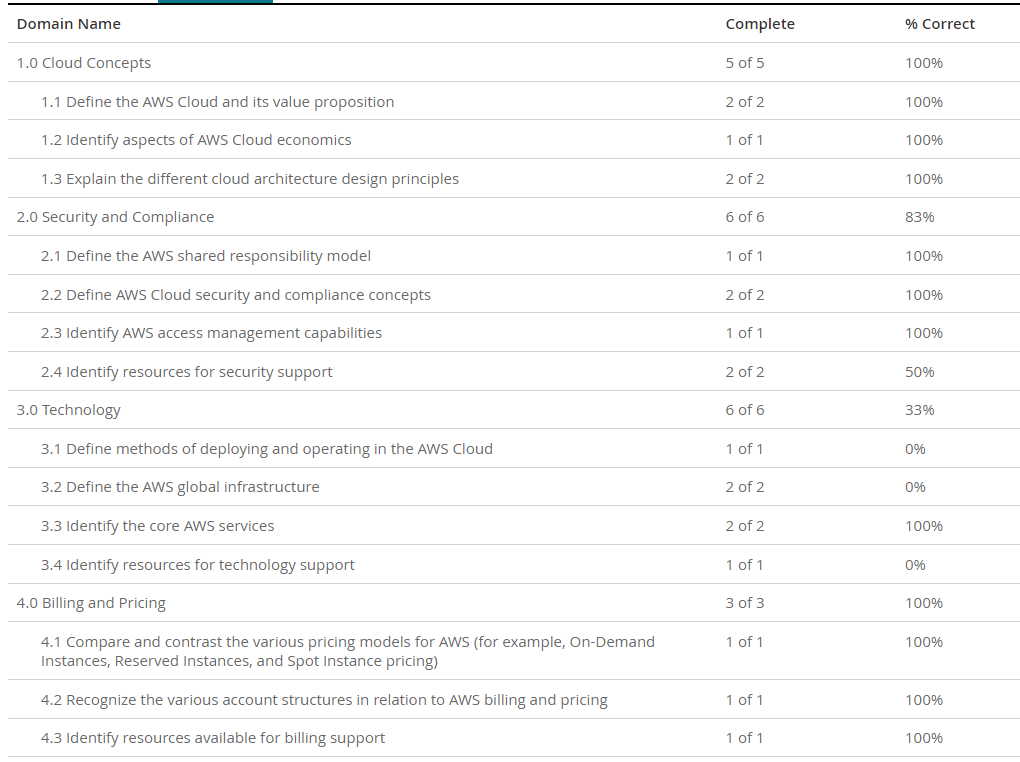 Domain Name Complete % Correct
1.0 Cloud Concepts 5 of 5 100%
1.1 Define the AWS Cloud and its value proposition 2 of 2 100%
1.2 Identify aspects of AWS Cloud economics 1 of 1 100%
1.3 Explain the different cloud architecture design principles 2 of 2 100%
2.0 Security and Compliance 6 of 6 83%
2.1 Define the AWS shared responsibility model 1 of 1 100%
2.2 Define AWS Cloud security and compliance concepts 2 of 2 100%
2.3 Identify AWS access management capabilities 1 of 1 100%
2.4 Identify resources for security support 2 of 2 50%
3.0 Technology 6 of 6 33%
3.1 Define methods of deploying and operating in the AWS Cloud 1 of 1 0%
3.2 Define the AWS global infrastructure 2 of 2 0%
3.3 Identify the core AWS services 2 of 2 100%
3.4 Identify resources for technology support 1 of 1 0%
4.0 Billing and Pricing 3 of 3 100%
4.1 Compare and contrast the various pricing models for AWS (for example, On-Demand 1 of 1 100%
Instances, Reserved Instances, and Spot Instance pricing)
4.2 Recognize the various account structures in relation to AWS billing and pricing 1 of 1 100%
4.3 Identify resources available for billing support 1 of 1 100%